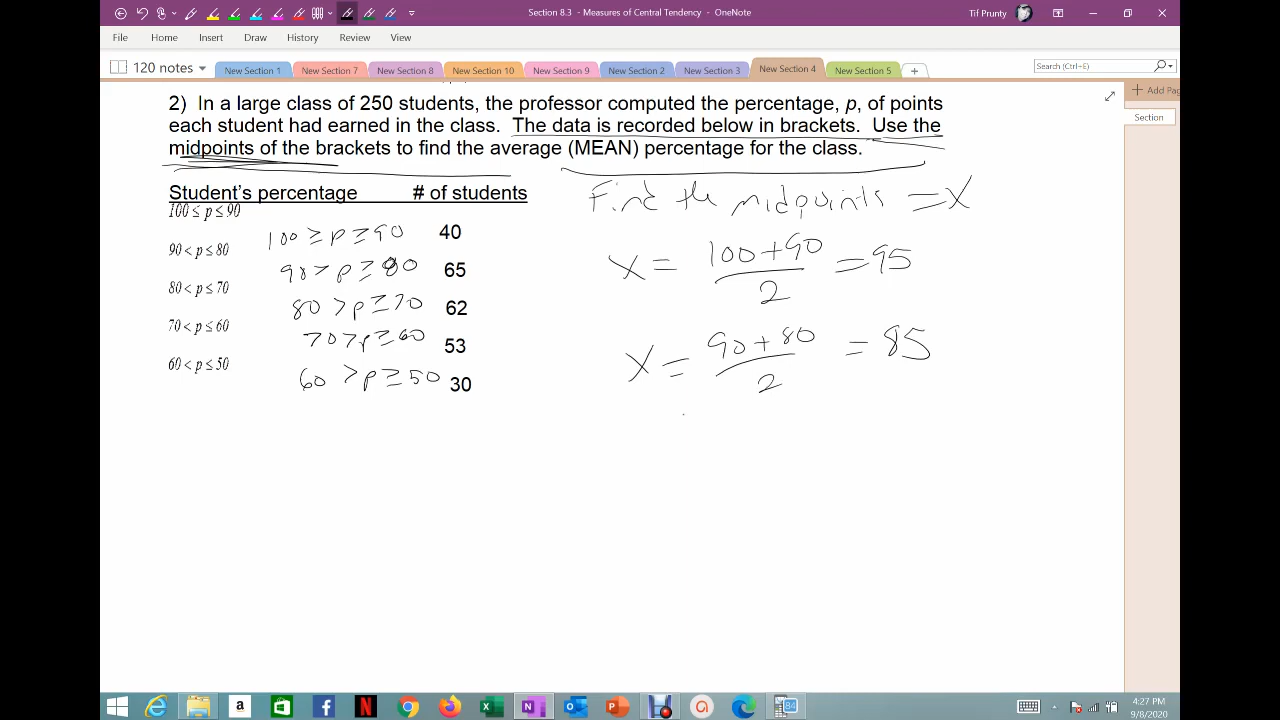 Section 8.3 - Measures of Central Tendency - OneNote
Tif Prunty
File Home Insert Draw History Review View
120 notes
New Section 1 New Section 7 New Section 8 New Section 10 New Section 9 New Section 2 New Section 3 New Section 4 New Section 5
Search (Ctrl+E)
Add Pag
Section
2) In a large class of 250 students, the professor computed the percentage, p, of points
each student had earned in the class. The data is recorded below in brackets. Use the
midpoints of the brackets to find the average (MEAN) percentage for the class.
Student's percentage # of students
100 ≤ p ≤ 90
100 ≥ p ≥ 90 40
90 < p ≤ 80
90 > p ≥ 80 65
80 < p ≤ 70
80 > p ≥ 70 62
70 < p ≤ 60
70 > p ≥ 60 53
60 < p ≤ 50
60 > p ≥ 50 30
Find the midpoints = X
X = 100 + 90 / 2 = 95
X = 90 + 80 / 2 = 85
84
4:27 PM
9/8/2020